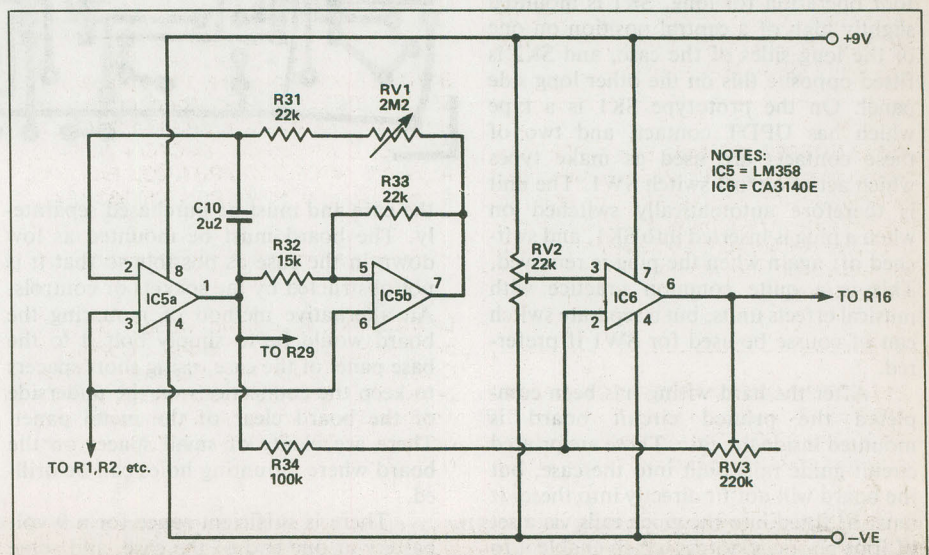 +9V
R31
22k
RV1
2M2
NOTES:
IC5 = LM358
IC6 = CA3140E
C10
2u2
R33
22k
R32
15k
RV2
22k
2
8
IC5a
1
3
4
5
IC5b
7
6
3
7
IC6
2
4
TO R16
TO R29
TO R1,R2, etc.
R34
100k
RV3
220k
–VE